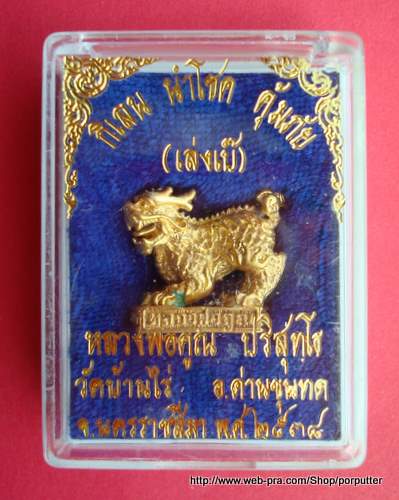 กิเลน นำโชค คุ้มภัย
(เล่งเบ๊)
หลวงพ่อคูณ ปริสุทโธ
วัดบ้านไร่ อ.ด่านขุนทด
จ.นครราชสีมา พ.ศ.๒๕๓๘
http://www.web-pra.com/Shop/porputter